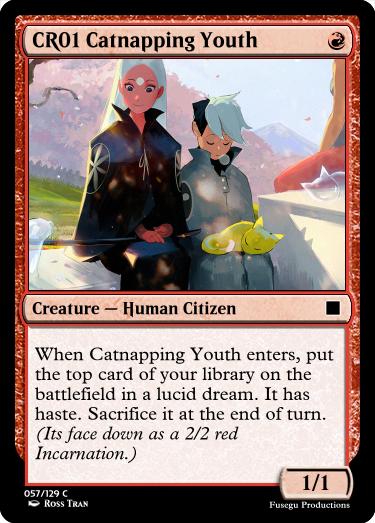 CR01 Catnapping Youth
Creature — Human Citizen
When Catnapping Youth enters, put
the top card of your library on the
battlefield in a lucid dream. It has
haste. Sacrifice it at the end of turn.
(Its face down as a 2/2 red
Incarnation.)
1/1
057/129 C
Ross Tran
Fusegu Productions